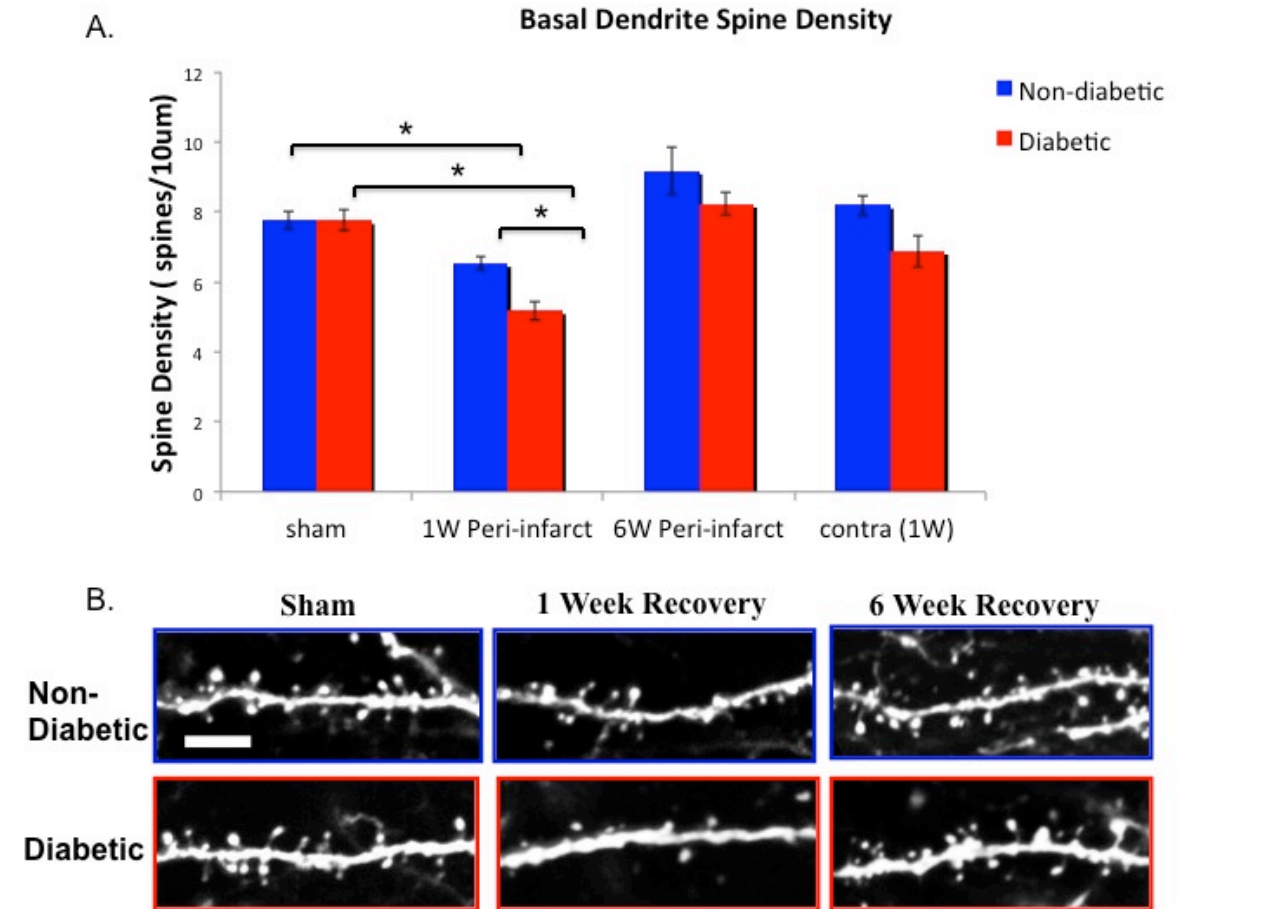 A.
Basal Dendrite Spine Density
Spine Density ( spines/10um)
12
10
8
6
4
2
0
*
*
*
Non-diabetic
Diabetic
sham
1W Peri-infarct
6W Peri-infarct
contra (1W)
B.
Sham
1 Week Recovery
6 Week Recovery
Non-
Diabetic
Diabetic